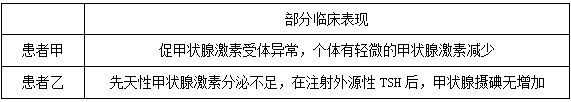 部分临床表现
患者甲 促甲状腺激素受体异常，个体有轻微的甲状腺激素减少
患者乙 先天性甲状腺激素分泌不足，在注射外源性 TSH 后，甲状腺摄碘无增加